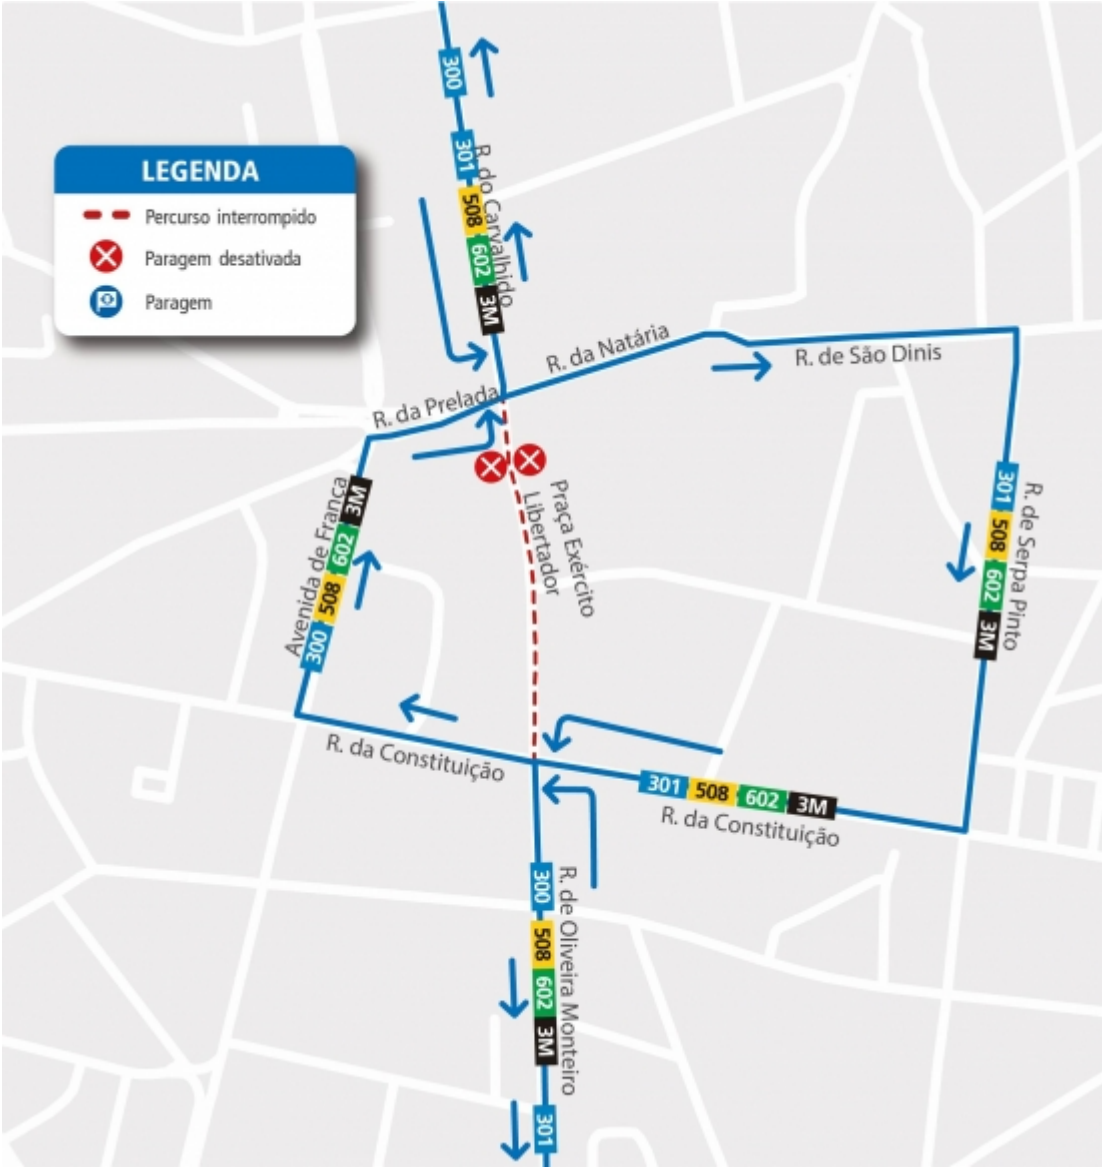 300
301
508
602
3M
R. do Carvalhido
LEGENDA
Percurso interrompido
Paragem desativada
Paragem
R. da Natária
R. de São Dinis
R. da Prelada
Praça Exército
Libertador
Avenida de França
3M
602
508
300
301
508
602
3M
R. de Serpa Pinto
R. da Constituição
301 508 602 3M
R. da Constituição
300
508
602
3M
301
R. de Oliveira Monteiro